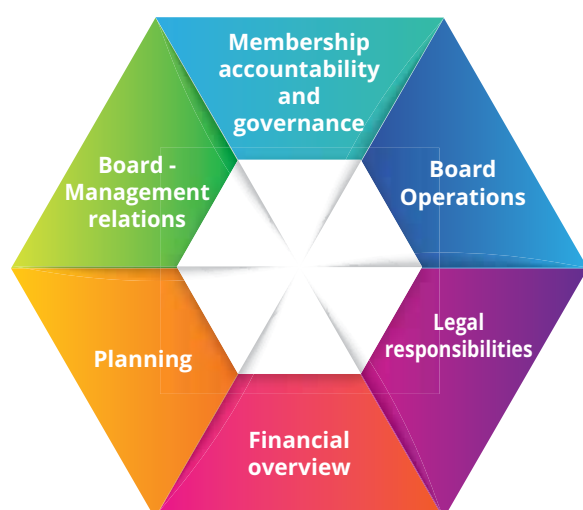 Membership
accountability
and
governance
Board
Operations
Legal
responsibilities
Financial
overview
Planning
Board -
Management
relations